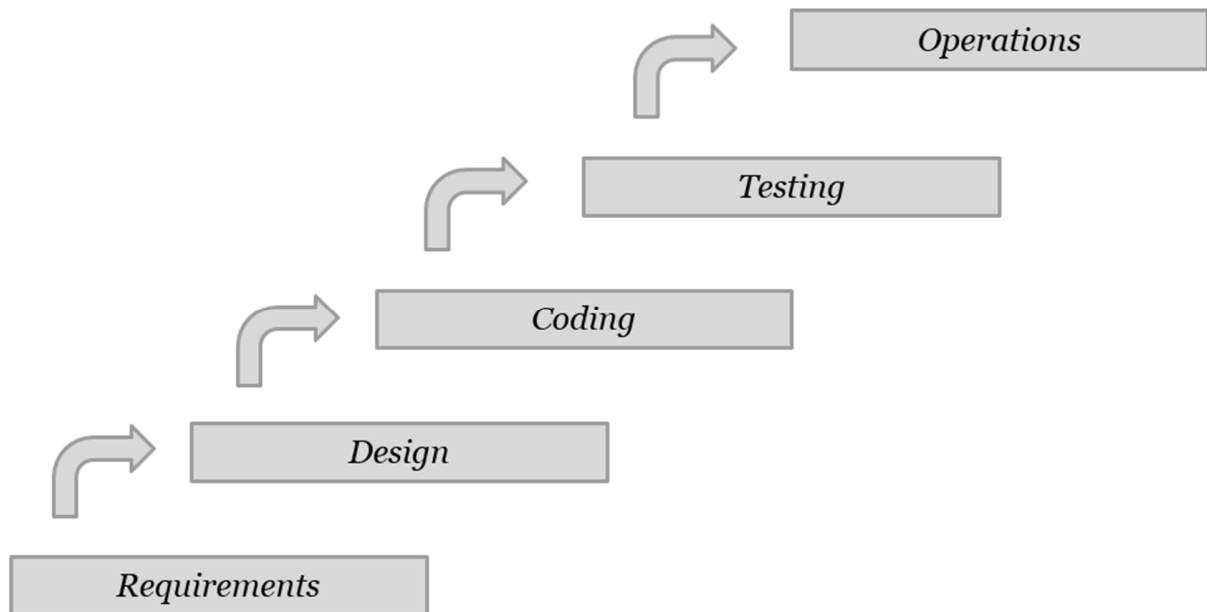 Operations
Testing
Coding
Design
Requirements